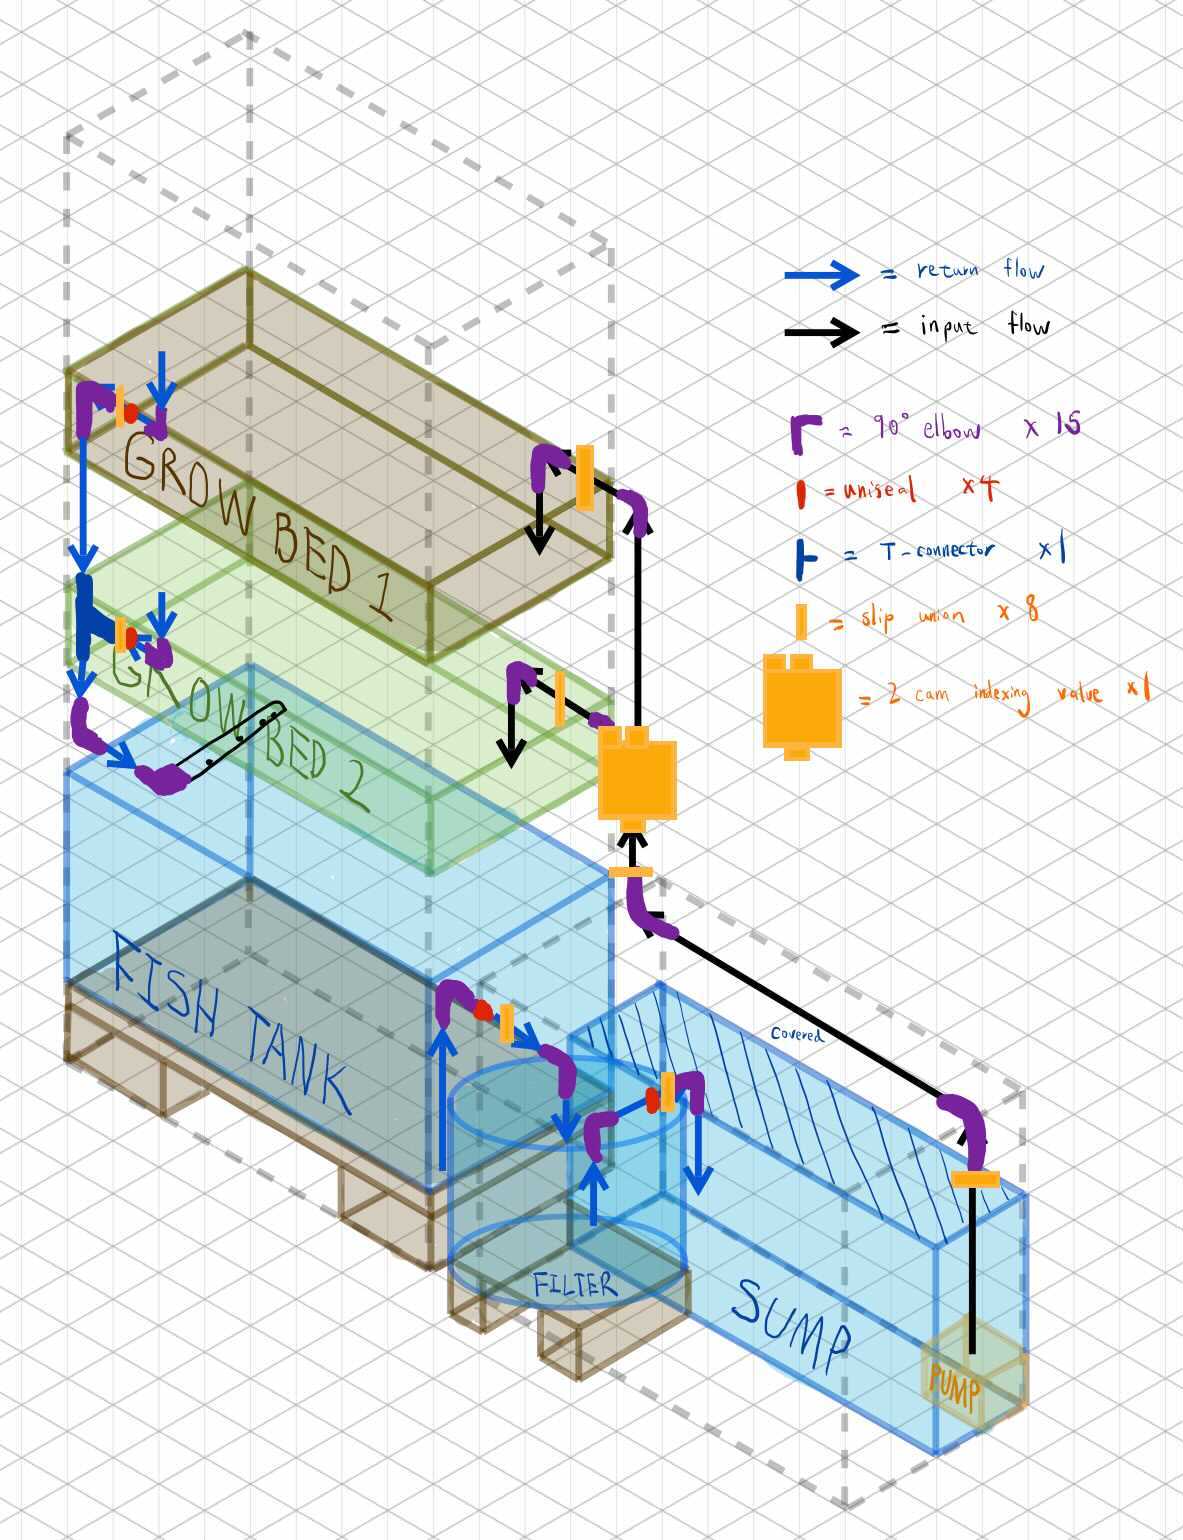 = return flow
= input flow
= 90° elbow x 15
= uniseal x4
= T-connector x1
= slip union x 8
= 2 cam indexing value x1
GROW BED 1
GROW BED 2
FISH TANK
Covered
FILTER
SUMP
PUMP